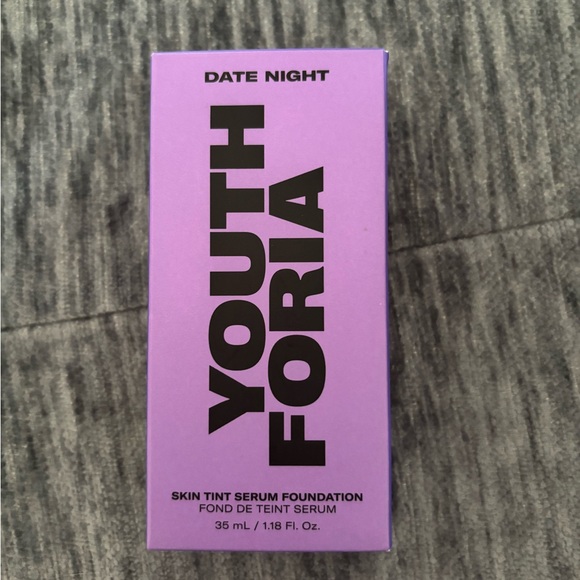 DATE NIGHT
YOUTH
FORIA
SKIN TINT SERUM FOUNDATION
FOND DE TEINT SERUM
35 mL / 1.18 Fl. Oz.